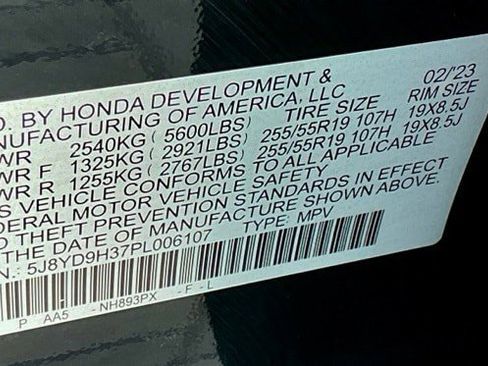 D. BY HONDA DEVELOPMENT & 02/'23
NUFACTURING OF AMERICA, LLC
WR 2540KG ( 5600LBS) TIRE SIZE RIM SIZE
WR F 1325KG ( 2921LBS) 255/55R19 107H 19X8.5J
WR R 1255KG ( 2767LBS) 255/55R19 107H 19X8.5J
S VEHICLE CONFORMS TO ALL APPLICABLE
DERAL MOTOR VEHICLE SAFETY
D THEFT PREVENTION STANDARDS IN EFFECT
THE DATE OF MANUFACTURE SHOWN ABOVE.
N: 5J8YD9H37PL006107 TYPE: MPV
P AA5 - NH893PX - F - L